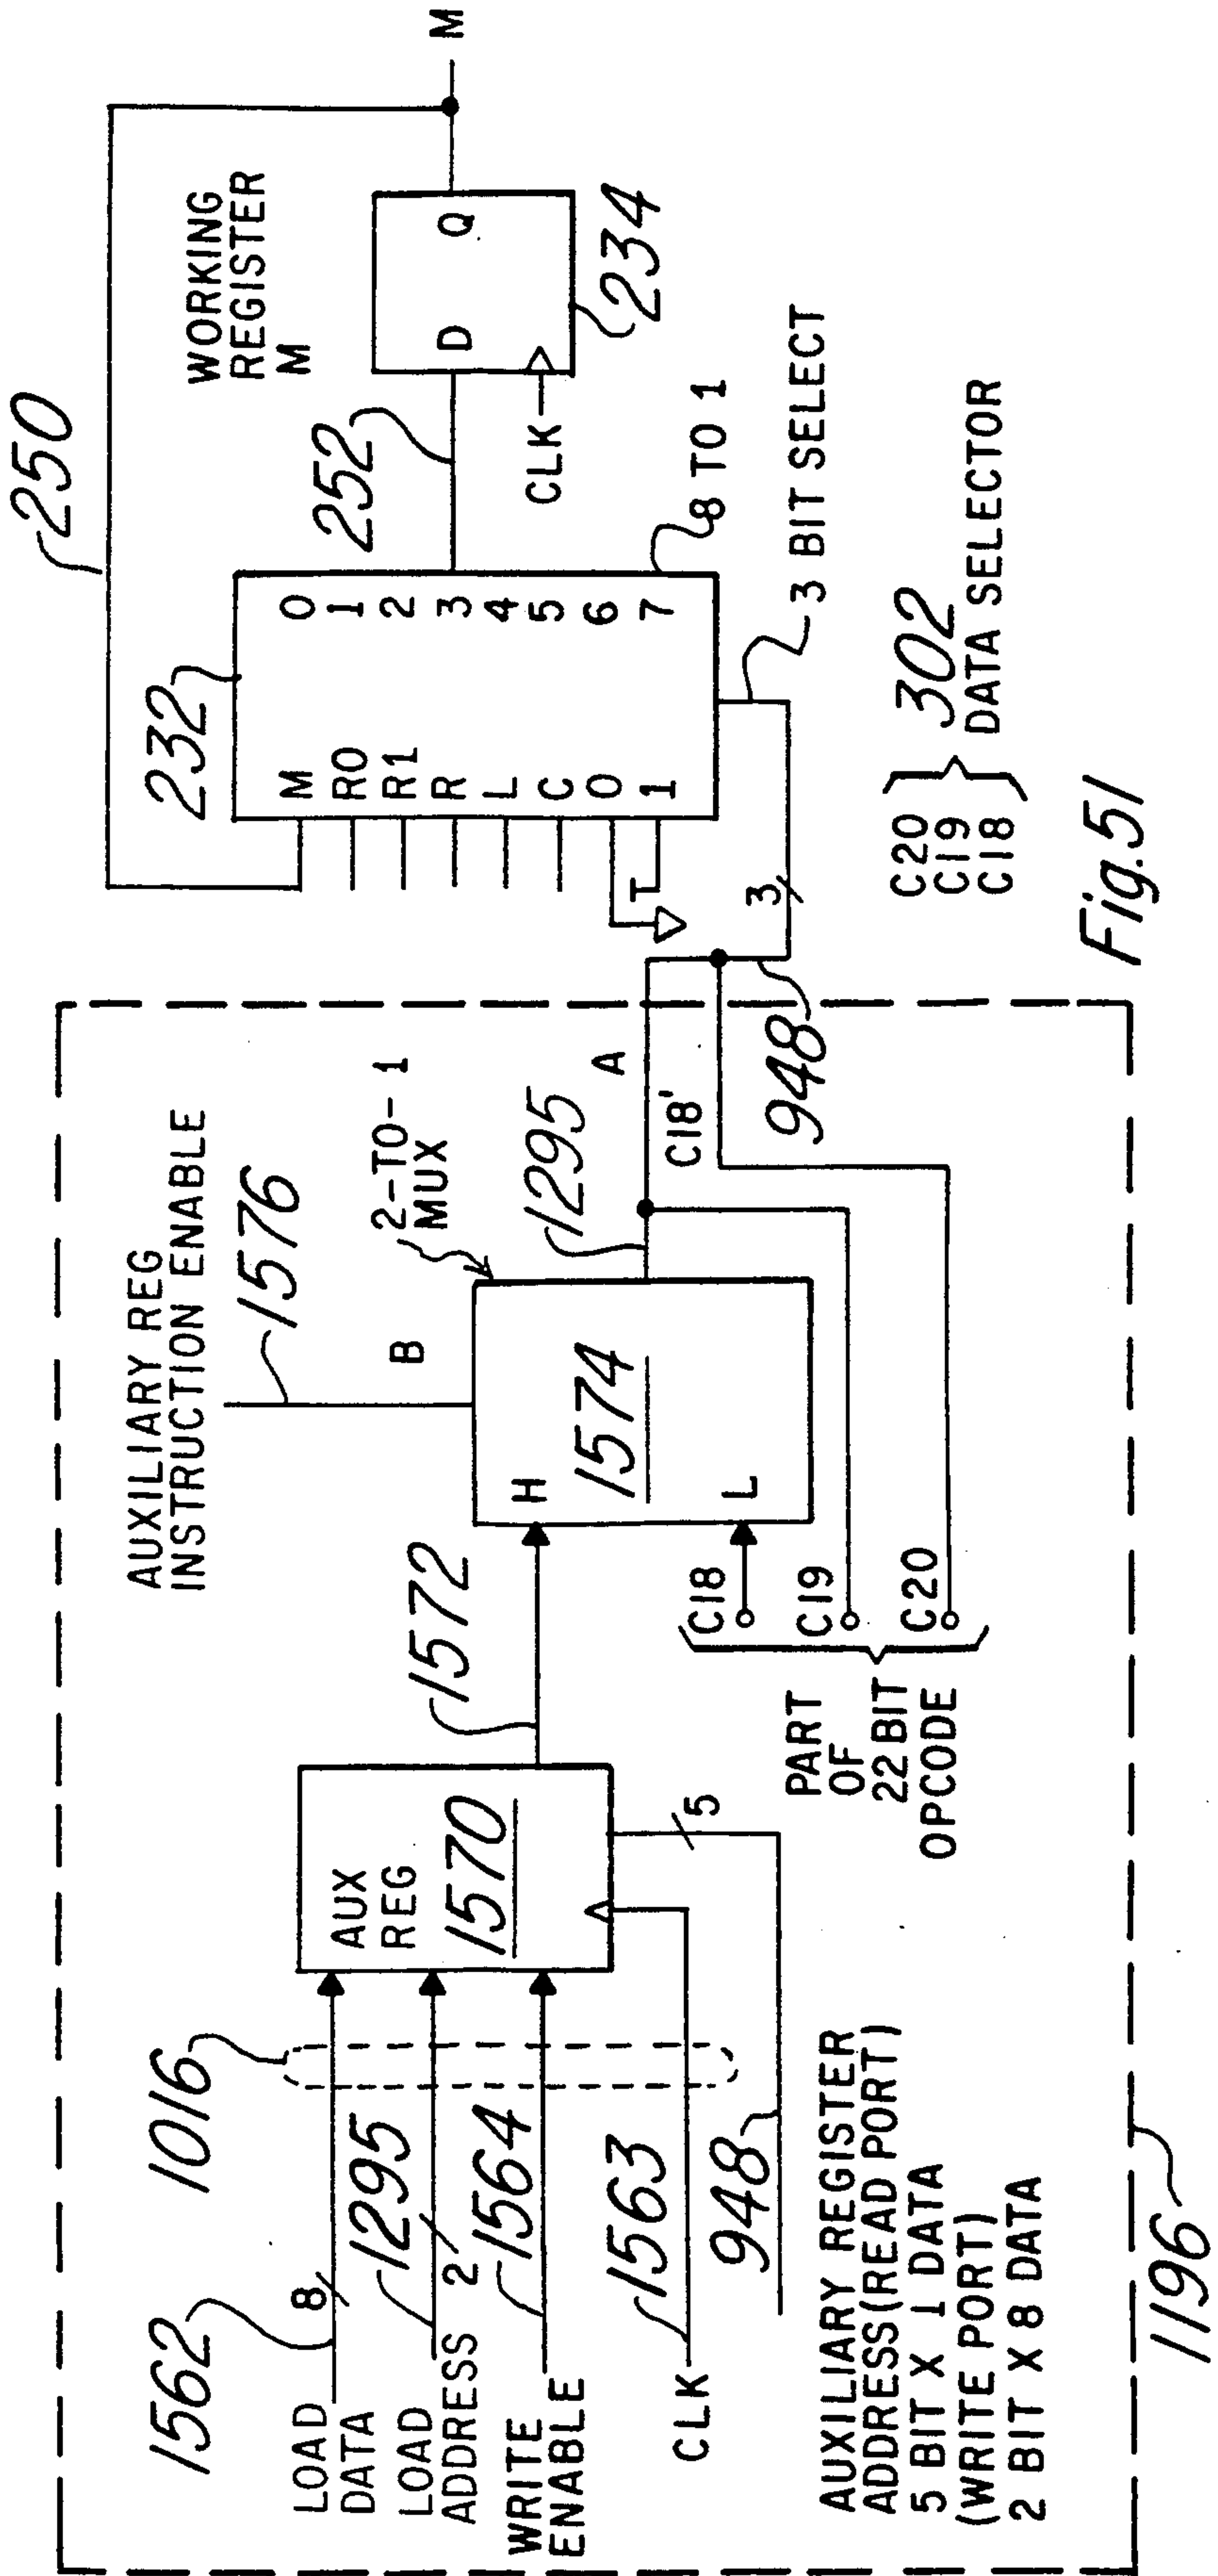 250
WORKING
REGISTER
M
M
232
252
M 0
R0 1
R1 2
R 3
L 4
C 5
0 6
1 7
D Q
CLK
234
8 TO 1
3 BIT SELECT
3
C20
C19
C18
302
DATA SELECTOR
AUXILIARY REG
INSTRUCTION ENABLE
1576
B
2-TO-1
MUX
1295
A
C18'
948
H
1574
L
1572
C18
C19
C20
PART
OF
22 BIT
OPCODE
AUX
REG
1570
5
1016
1562
8
LOAD
DATA
1295
LOAD
ADDRESS 2
1564
WRITE
ENABLE
1563
CLK
948
AUXILIARY REGISTER
ADDRESS(READ PORT)
5 BIT X 1 DATA
(WRITE PORT)
2 BIT X 8 DATA
1196
Fig.51